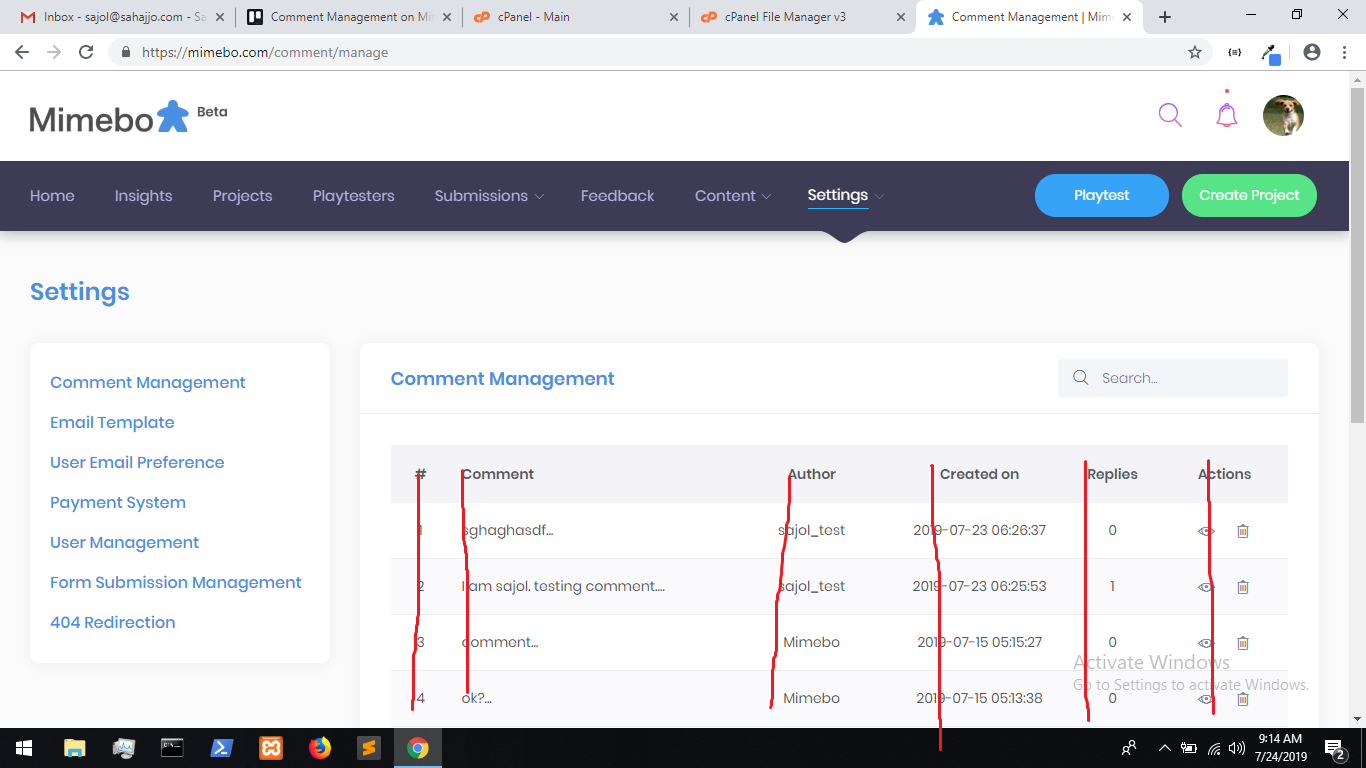 Inbox - sajol@sahajjo.com - Sa
Comment Management on Mi
cPanel - Main
cPanel File Manager v3
Comment Management | Mim
https://mimebo.com/comment/manage
Mimebo Beta
Home Insights Projects Playtesters Submissions Feedback Content Settings Playtest Create Project
Settings
Comment Management
Email Template
User Email Preference
Payment System
User Management
Form Submission Management
404 Redirection
Comment Management
Search...
# Comment Author Created on Replies Actions
1 sghaghasdf... sajol_test 2019-07-23 06:26:37 0
2 I am sajol. testing comment.... sajol_test 2019-07-23 06:25:53 1
3 comment... Mimebo 2019-07-15 05:15:27 0
4 ok?... Mimebo 2019-07-15 05:13:38 0
Activate Windows
Go to Settings to activate Windows.
9:14 AM
7/24/2019
2